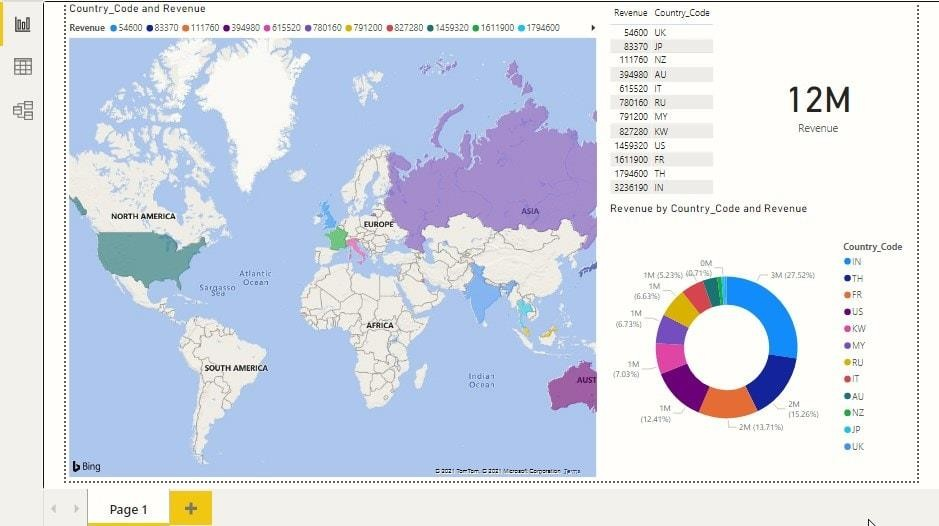 Country_Code and Revenue
Revenue 54600 83370 111760 394980 615520 780160 791200 827280 1459320 1611900 1794600
NORTH AMERICA
EUROPE
ASIA
Atlantic
Ocean
Sargasso
Sea
AFRICA
SOUTH AMERICA
Indian
Ocean
AUST
Bing
© 2021 TomTom, © 2021 Microsoft Corporation Terms
Revenue Country_Code
54600 UK
83370 JP
111760 NZ
394980 AU
615520 IT
780160 RU
791200 MY
827280 KW
1459320 US
1611900 FR
1794600 TH
3236190 IN
12M
Revenue
Revenue by Country_Code and Revenue
0M
(0.71%)
1M (5.23%)
1M
(6.63%)
1M
(6.73%)
1M
(7.03%)
1M
(12.41%)
2M (13.71%)
2M
(15.26%)
3M (27.52%)
Country_Code
IN
TH
FR
US
KW
MY
RU
IT
AU
NZ
JP
UK
Page 1